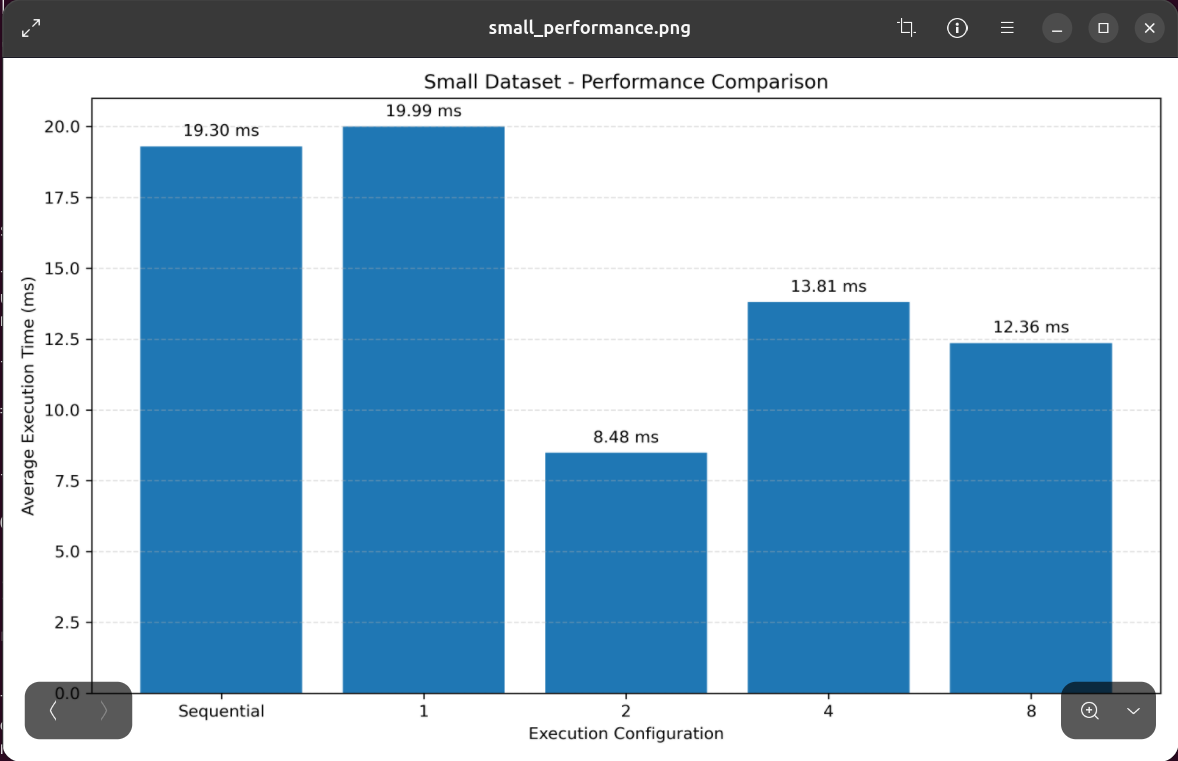 small_performance.png
Small Dataset - Performance Comparison
19.30 ms
19.99 ms
8.48 ms
13.81 ms
12.36 ms
20.0
17.5
15.0
12.5
10.0
7.5
5.0
2.5
0.0
Average Execution Time (ms)
Sequential 1 2 4 8
Execution Configuration